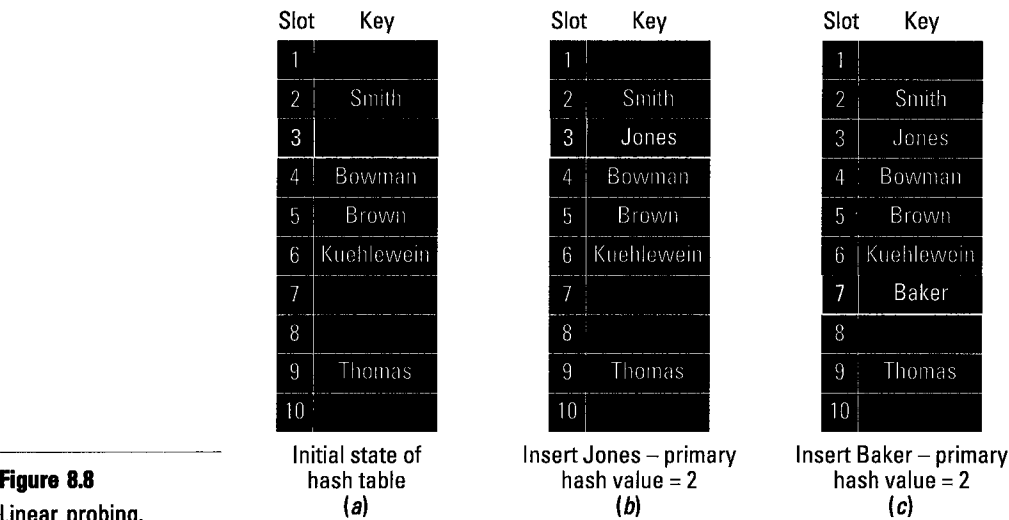 Slot Key
1
2 Smith
3
4 Bowman
5 Brown
6 Kuehlewein
7
8
9 Thomas
10
Initial state of
hash table
(a)
Slot Key
1
2 Smith
3 Jones
4 Bowman
5 Brown
6 Kuehlewein
7
8
9 Thomas
10
Insert Jones – primary
hash value = 2
(b)
Slot Key
1
2 Smith
3 Jones
4 Bowman
5 Brown
6 Kuehlewein
7 Baker
8
9 Thomas
10
Insert Baker – primary
hash value = 2
(c)
Figure 8.8
Linear probing.